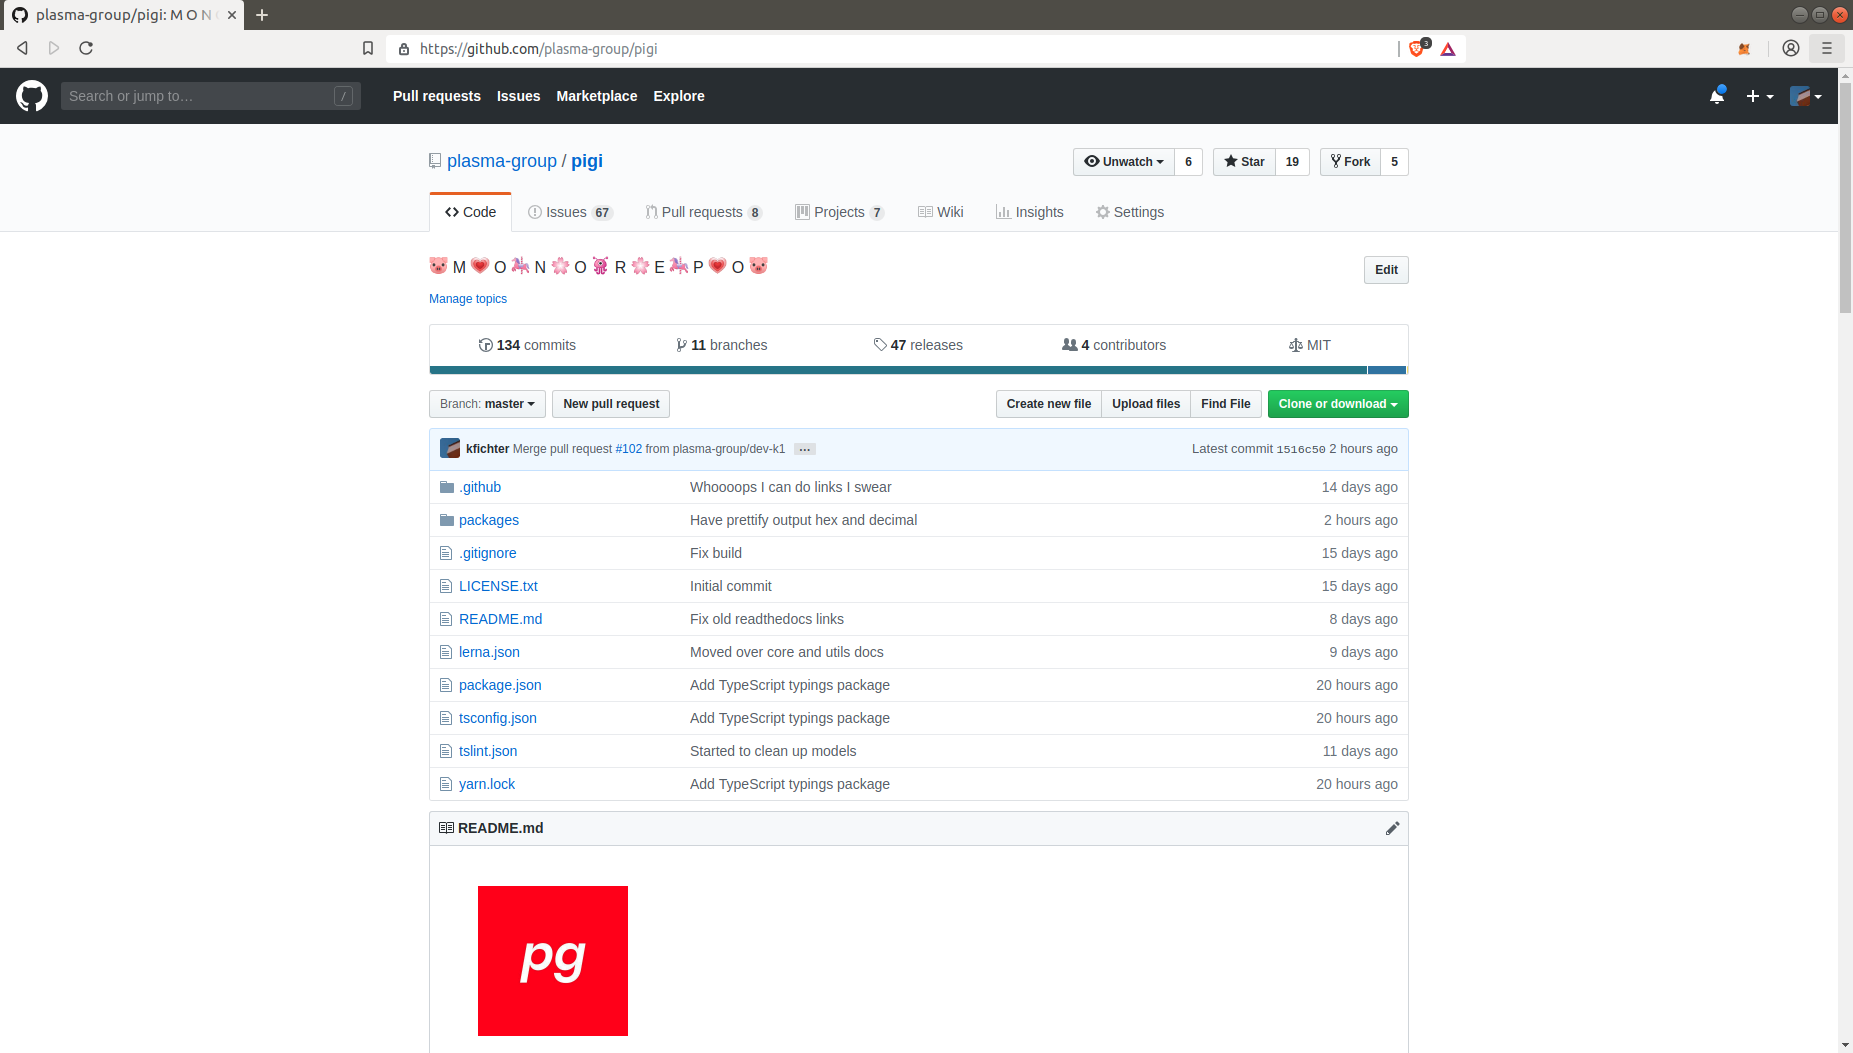 plasma-group/pigi: M O N
https://github.com/plasma-group/pigi
3
Search or jump to…
/
Pull requests Issues Marketplace Explore
plasma-group / pigi
Unwatch 6 Star 19 Fork 5
Code Issues 67 Pull requests 8 Projects 7 Wiki Insights Settings
🐷 M 💗 O 🎠 N 🌸 O 👾 R 🌸 E 🎠 P 💗 O 🐷
Edit
Manage topics
134 commits 11 branches 47 releases 4 contributors MIT
Branch: master New pull request Create new file Upload files Find File Clone or download
kfichter Merge pull request #102 from plasma-group/dev-k1 … Latest commit 1516c50 2 hours ago
.github Whoooops I can do links I swear 14 days ago
packages Have prettify output hex and decimal 2 hours ago
.gitignore Fix build 15 days ago
LICENSE.txt Initial commit 15 days ago
README.md Fix old readthedocs links 8 days ago
lerna.json Moved over core and utils docs 9 days ago
package.json Add TypeScript typings package 20 hours ago
tsconfig.json Add TypeScript typings package 20 hours ago
tslint.json Started to clean up models 11 days ago
yarn.lock Add TypeScript typings package 20 hours ago
README.md
pg